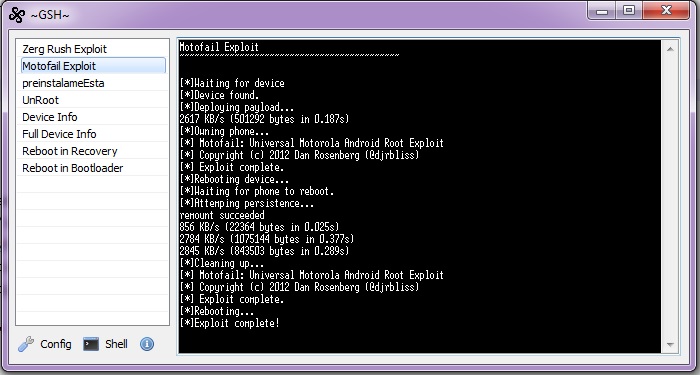 ~GSH~
Zerg Rush Exploit
Motofail Exploit
preinstalameEsta
UnRoot
Device Info
Full Device Info
Reboot in Recovery
Reboot in Bootloader
Config
Shell
Motofail Exploit
~~~~~~~~~~~~~~~~~~~~~~~~~~~~~~~~~~~~~~~~~~~~
[*]Waiting for device
[*]Device found.
[*]Deploying payload...
2617 KB/s (501292 bytes in 0.187s)
[*]Owning phone...
[*] Motofail: Universal Motorola Android Root Exploit
[*] Copyright (c) 2012 Dan Rosenberg (@djrbliss)
[*] Exploit complete.
[*]Rebooting device...
[*]Waiting for phone to reboot.
[*]Attemping persistence...
remount succeeded
856 KB/s (22364 bytes in 0.025s)
2784 KB/s (1075144 bytes in 0.377s)
2845 KB/s (843503 bytes in 0.289s)
[*]Cleaning up...
[*] Motofail: Universal Motorola Android Root Exploit
[*] Copyright (c) 2012 Dan Rosenberg (@djrbliss)
[*] Exploit complete.
[*]Rebooting...
[*]Exploit complete!